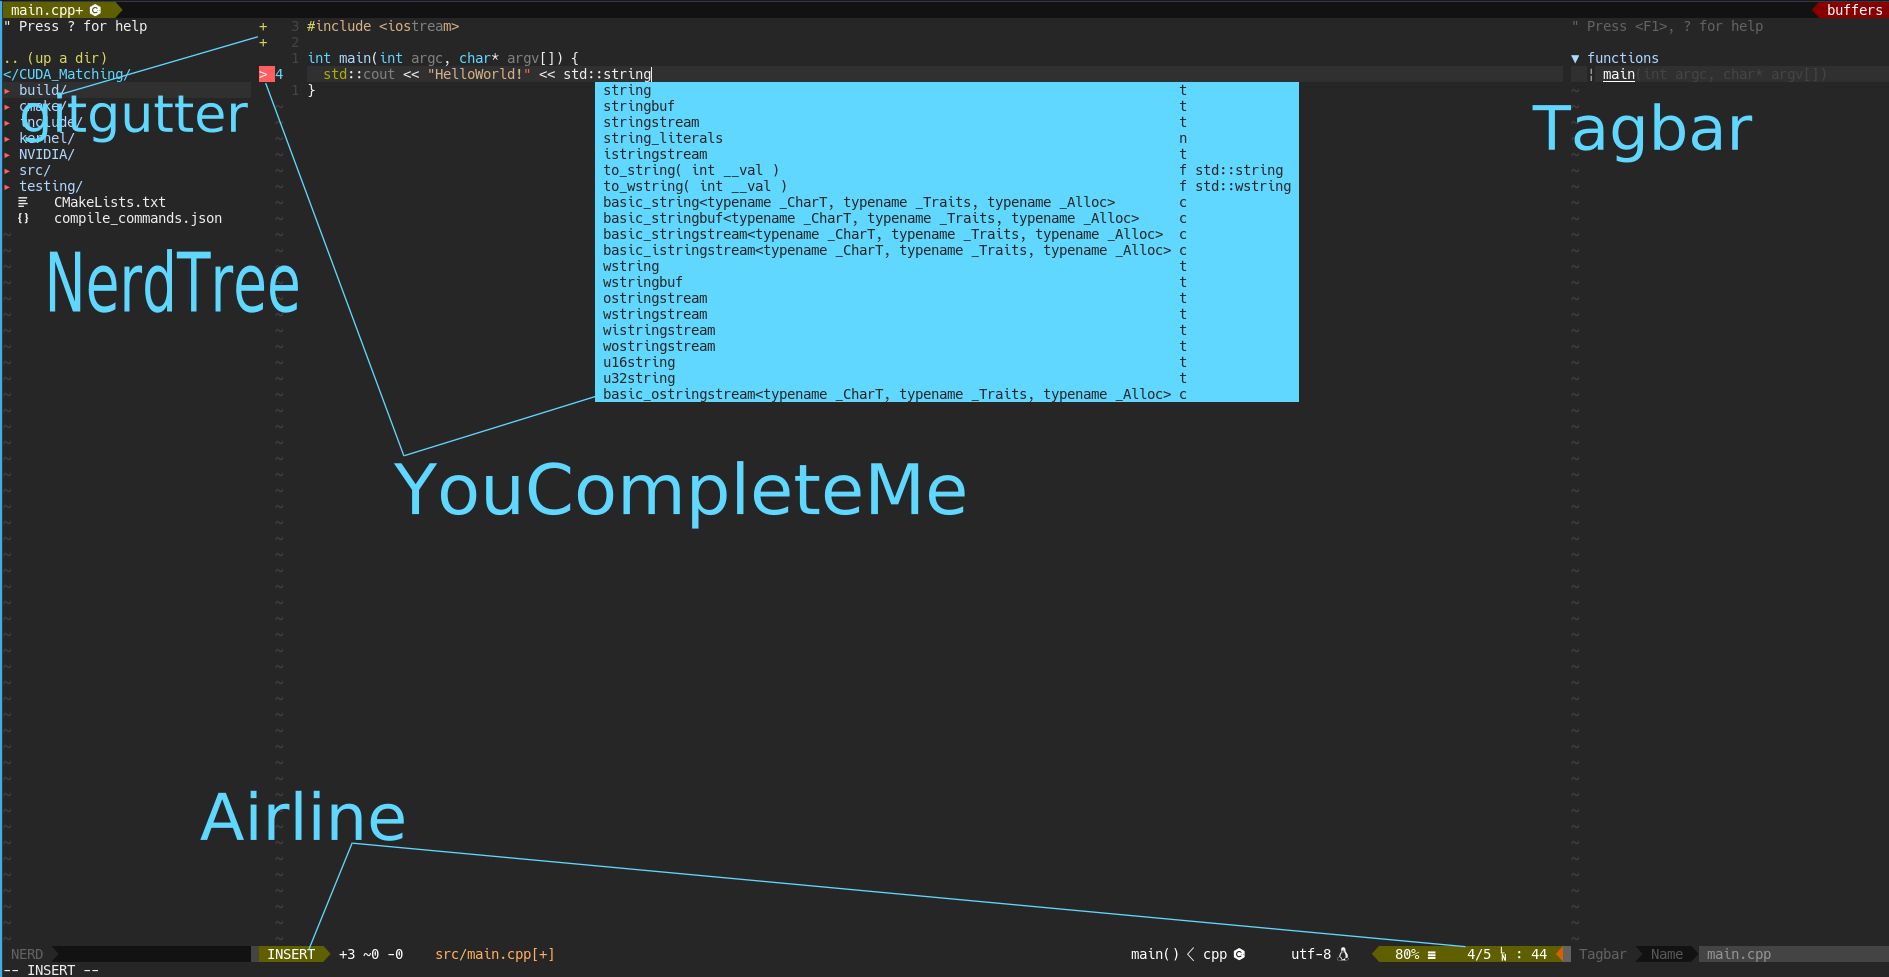 main.cpp+
buffers
" Press ? for help
.. (up a dir)
</CUDA_Matching/
▸ build/
▸ cmake/
▸ include/
▸ kernel/
▸ NVIDIA/
▸ src/
▸ testing/
CMakeLists.txt
{} compile_commands.json
gitgutter
NerdTree
+ 3 #include <iostream>
+ 2
1 int main(int argc, char* argv[]) {
> 4 std::cout << "HelloWorld!" << std::string
1 }
string t
stringbuf t
stringstream t
string_literals n
istringstream t
to_string( int __val ) f std::string
to_wstring( int __val ) f std::wstring
basic_string<typename _CharT, typename _Traits, typename _Alloc> c
basic_stringbuf<typename _CharT, typename _Traits, typename _Alloc> c
basic_stringstream<typename _CharT, typename _Traits, typename _Alloc> c
basic_istringstream<typename _CharT, typename _Traits, typename _Alloc> c
wstring t
wstringbuf t
ostringstream t
wstringstream t
wistringstream t
wostringstream t
u16string t
u32string t
basic_ostringstream<typename _CharT, typename _Traits, typename _Alloc> c
YouCompleteMe
" Press <F1>, ? for help
▼ functions
¦ main(int argc, char* argv[])
Tagbar
Airline
NERD
INSERT +3 ~0 -0 src/main.cpp[+]
main() < cpp utf-8 80% ≡ 4/5 : 44
Tagbar Name main.cpp
-- INSERT --